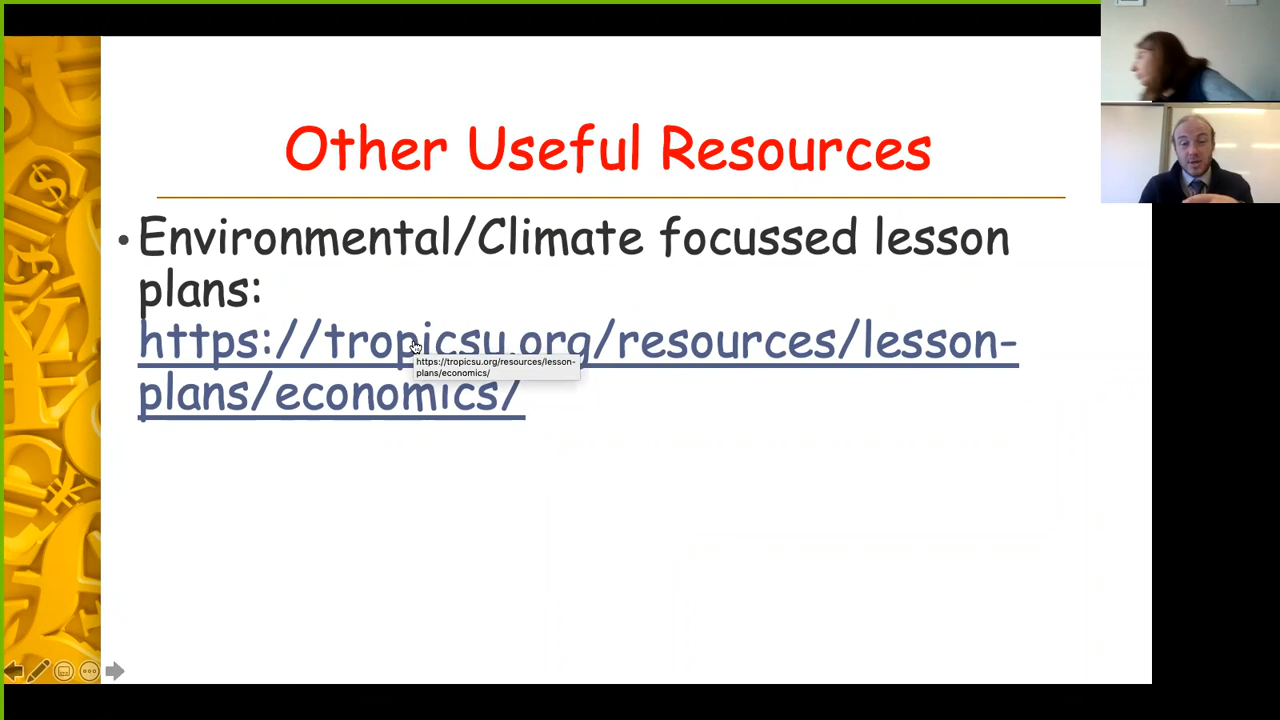 Other Useful Resources
• Environmental/Climate focussed lesson
plans:
https://tropicsu.org/resources/lesson-
plans/economics/
https://tropicsu.org/resources/lesson-
plans/economics/